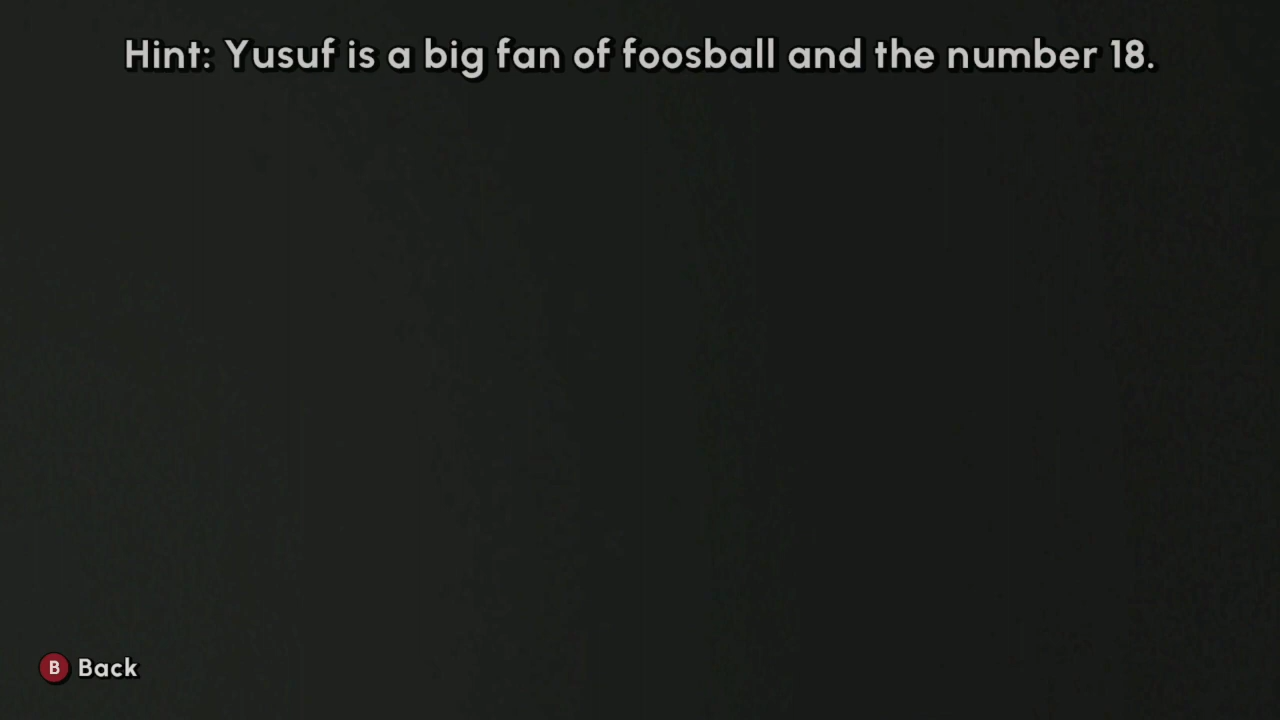 Hint: Yusuf is a big fan of foosball and the number 18.
B Back